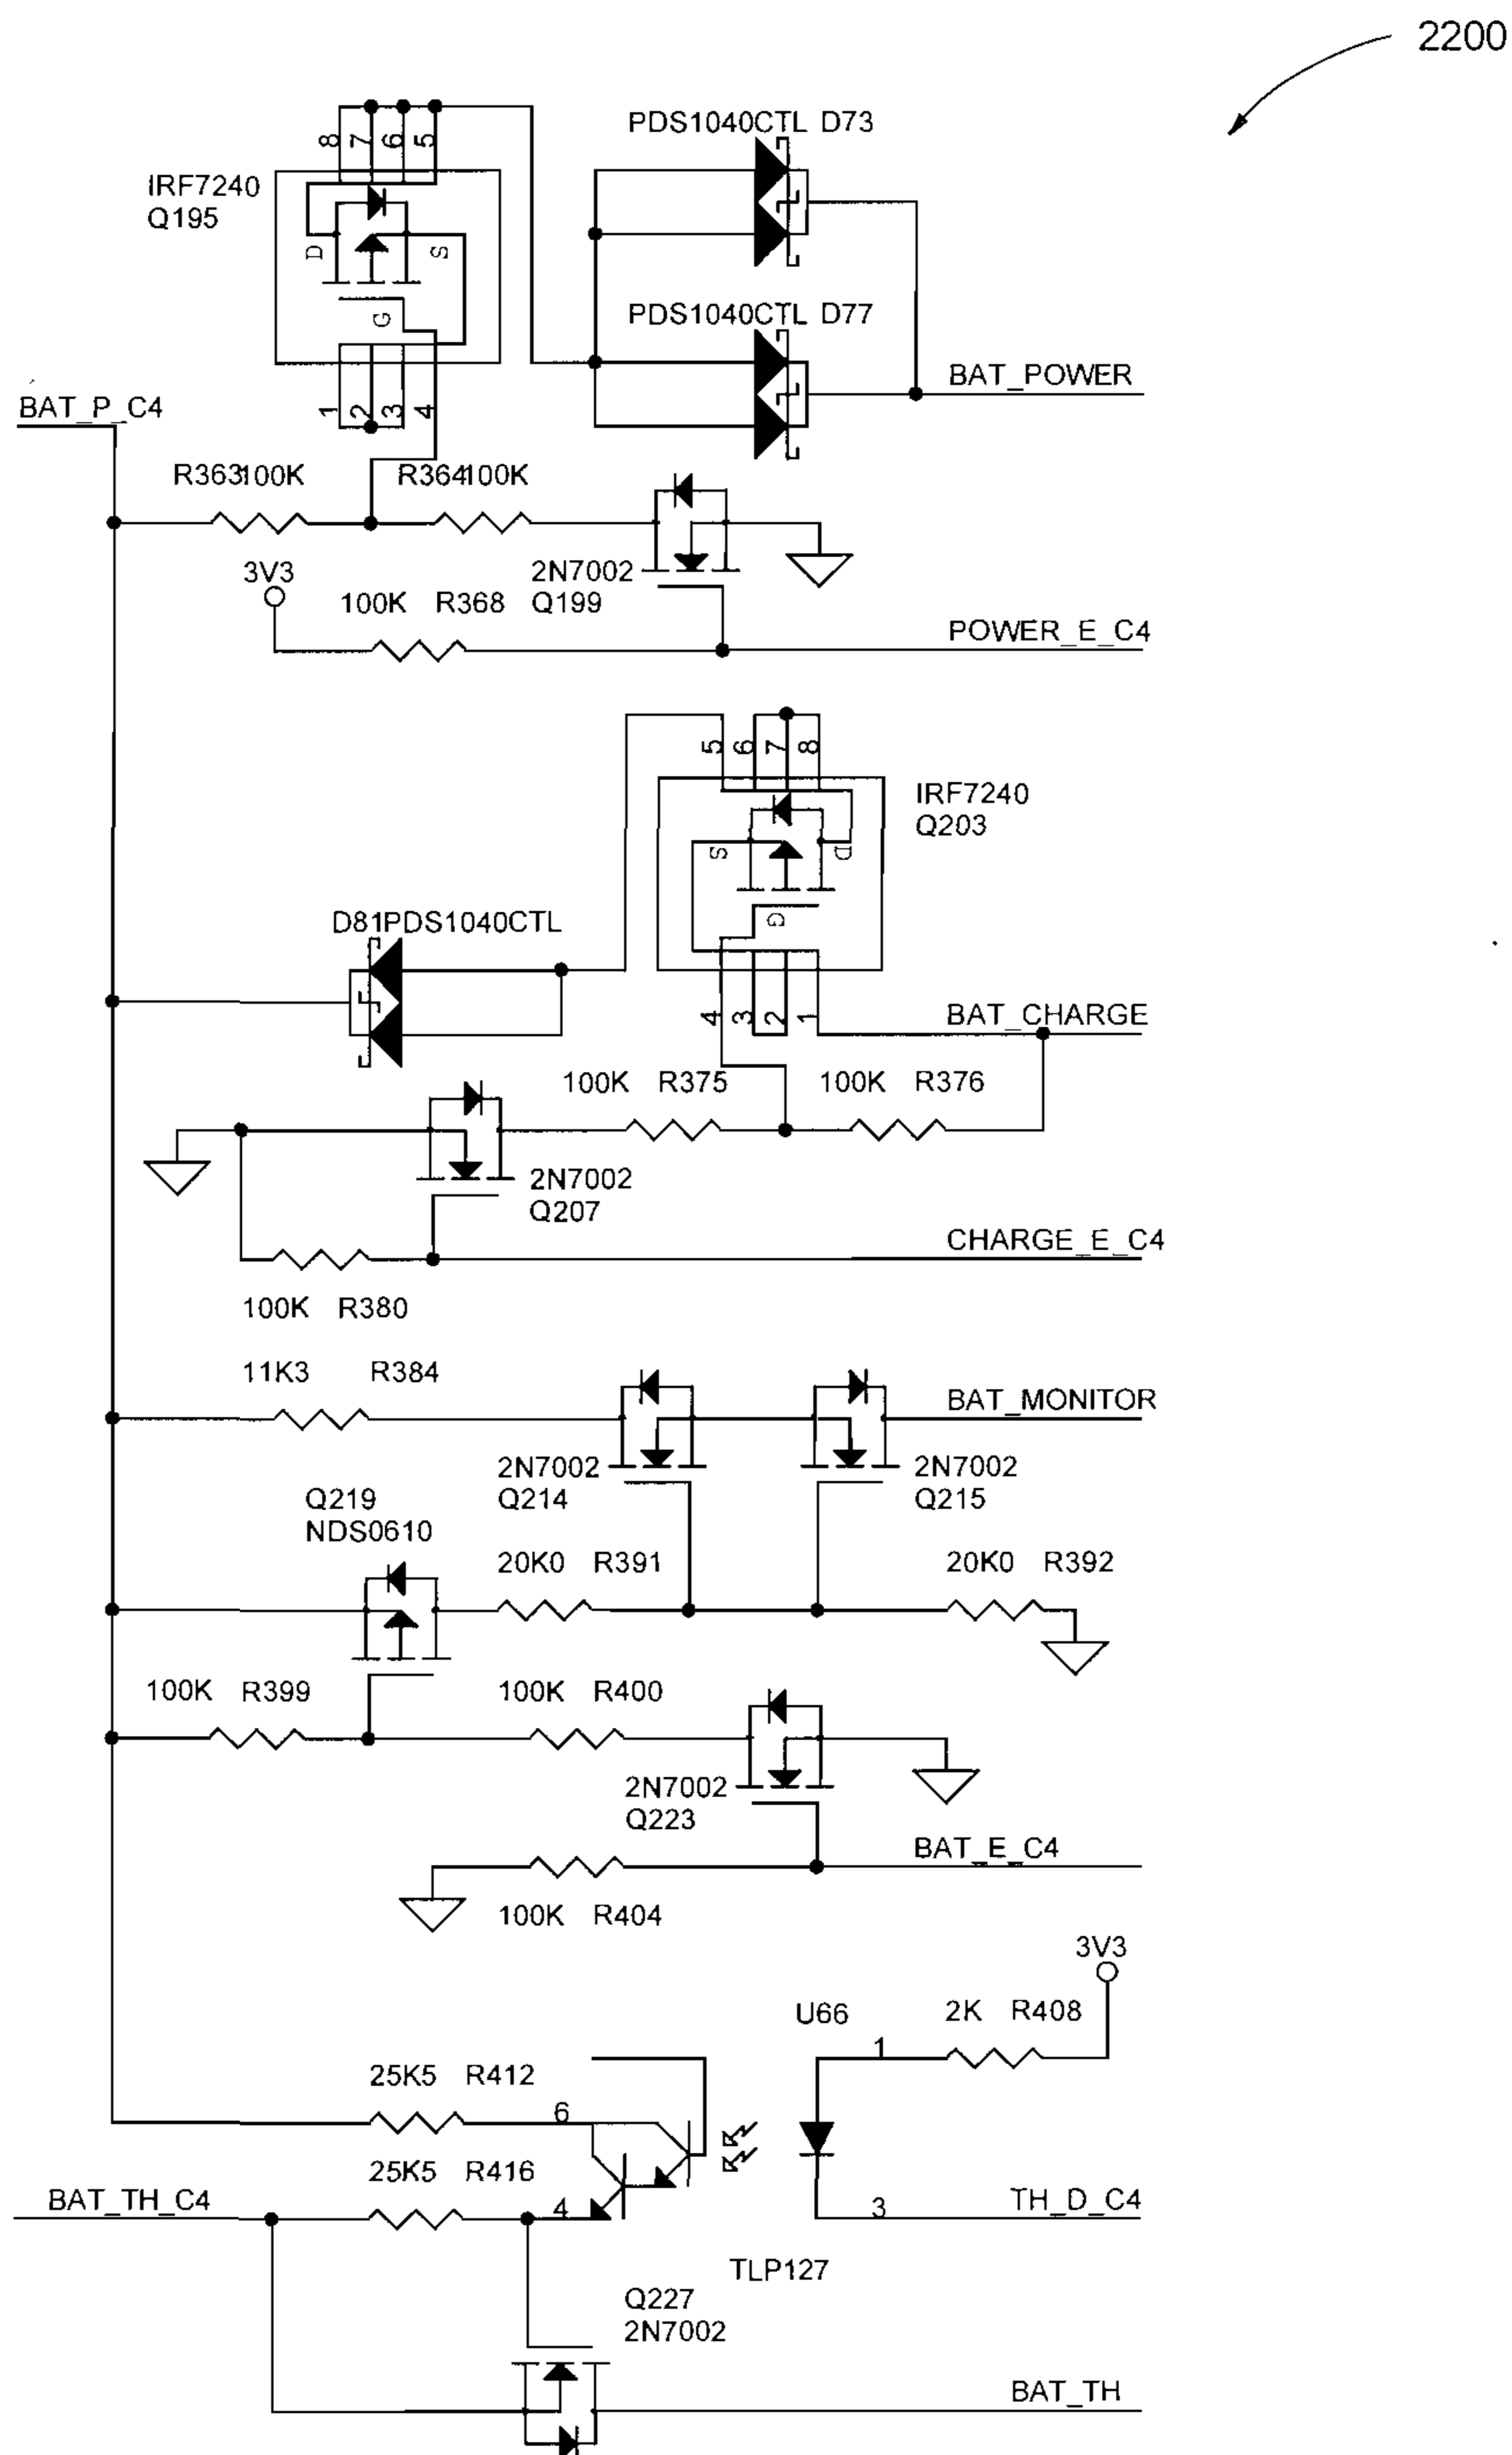 2200
PDS1040CTL D73
8 7 6 5
IRF7240
Q195
D S
G
PDS1040CTL D77
BAT_POWER
BAT_P_C4
1 2 3 4
R363100K R364100K
3V3
2N7002
100K R368 Q199
POWER_E_C4
5 6 7 8
IRF7240
Q203
S D
G
D81PDS1040CTL
4 3 2 1
BAT_CHARGE
100K R375 100K R376
2N7002
Q207
CHARGE_E_C4
100K R380
11K3 R384
BAT_MONITOR
2N7002
Q214
2N7002
Q215
Q219
NDS0610
20K0 R391 20K0 R392
100K R399 100K R400
2N7002
Q223
BAT_E_C4
100K R404
3V3
U66 2K R408
1
25K5 R412
6
25K5 R416
BAT_TH_C4
4
3
TH_D_C4
TLP127
Q227
2N7002
BAT_TH